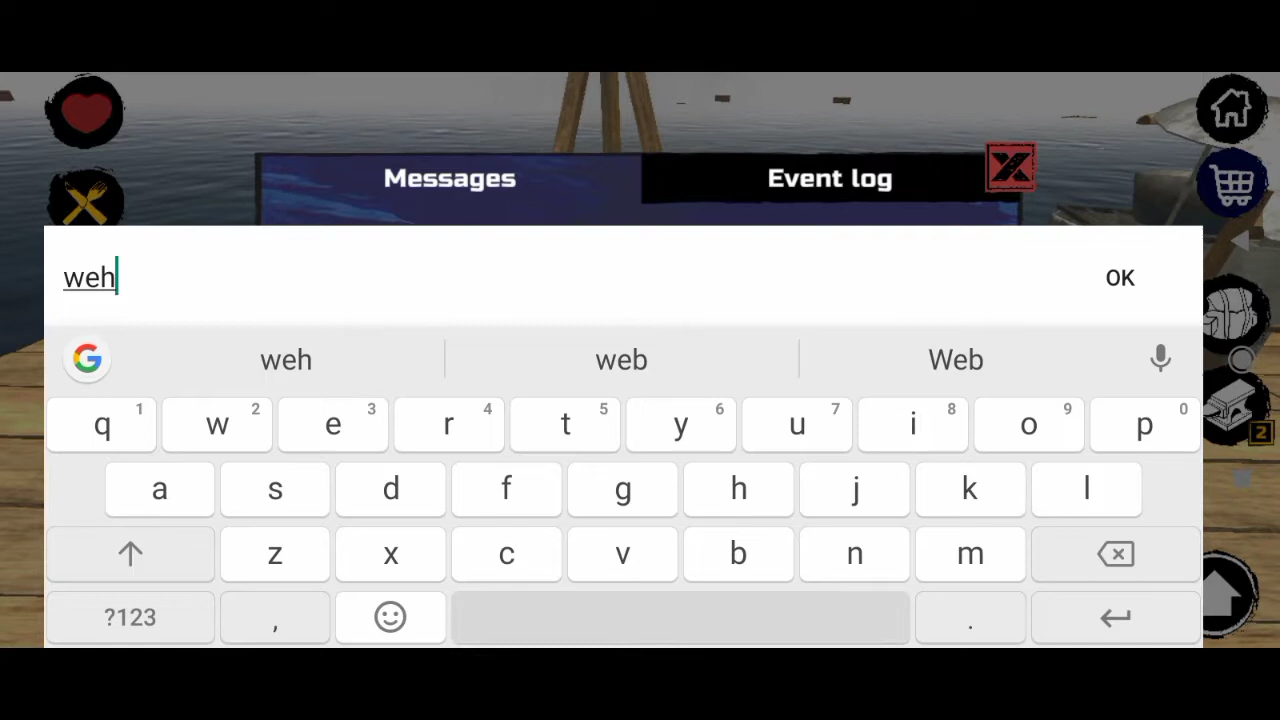 Messages Event log
weh OK
weh web Web
q 1 w 2 e 3 r 4 t 5 y 6 u 7 i 8 o 9 p 0
a s d f g h j k l
2
z x c v b n m
?123 , .